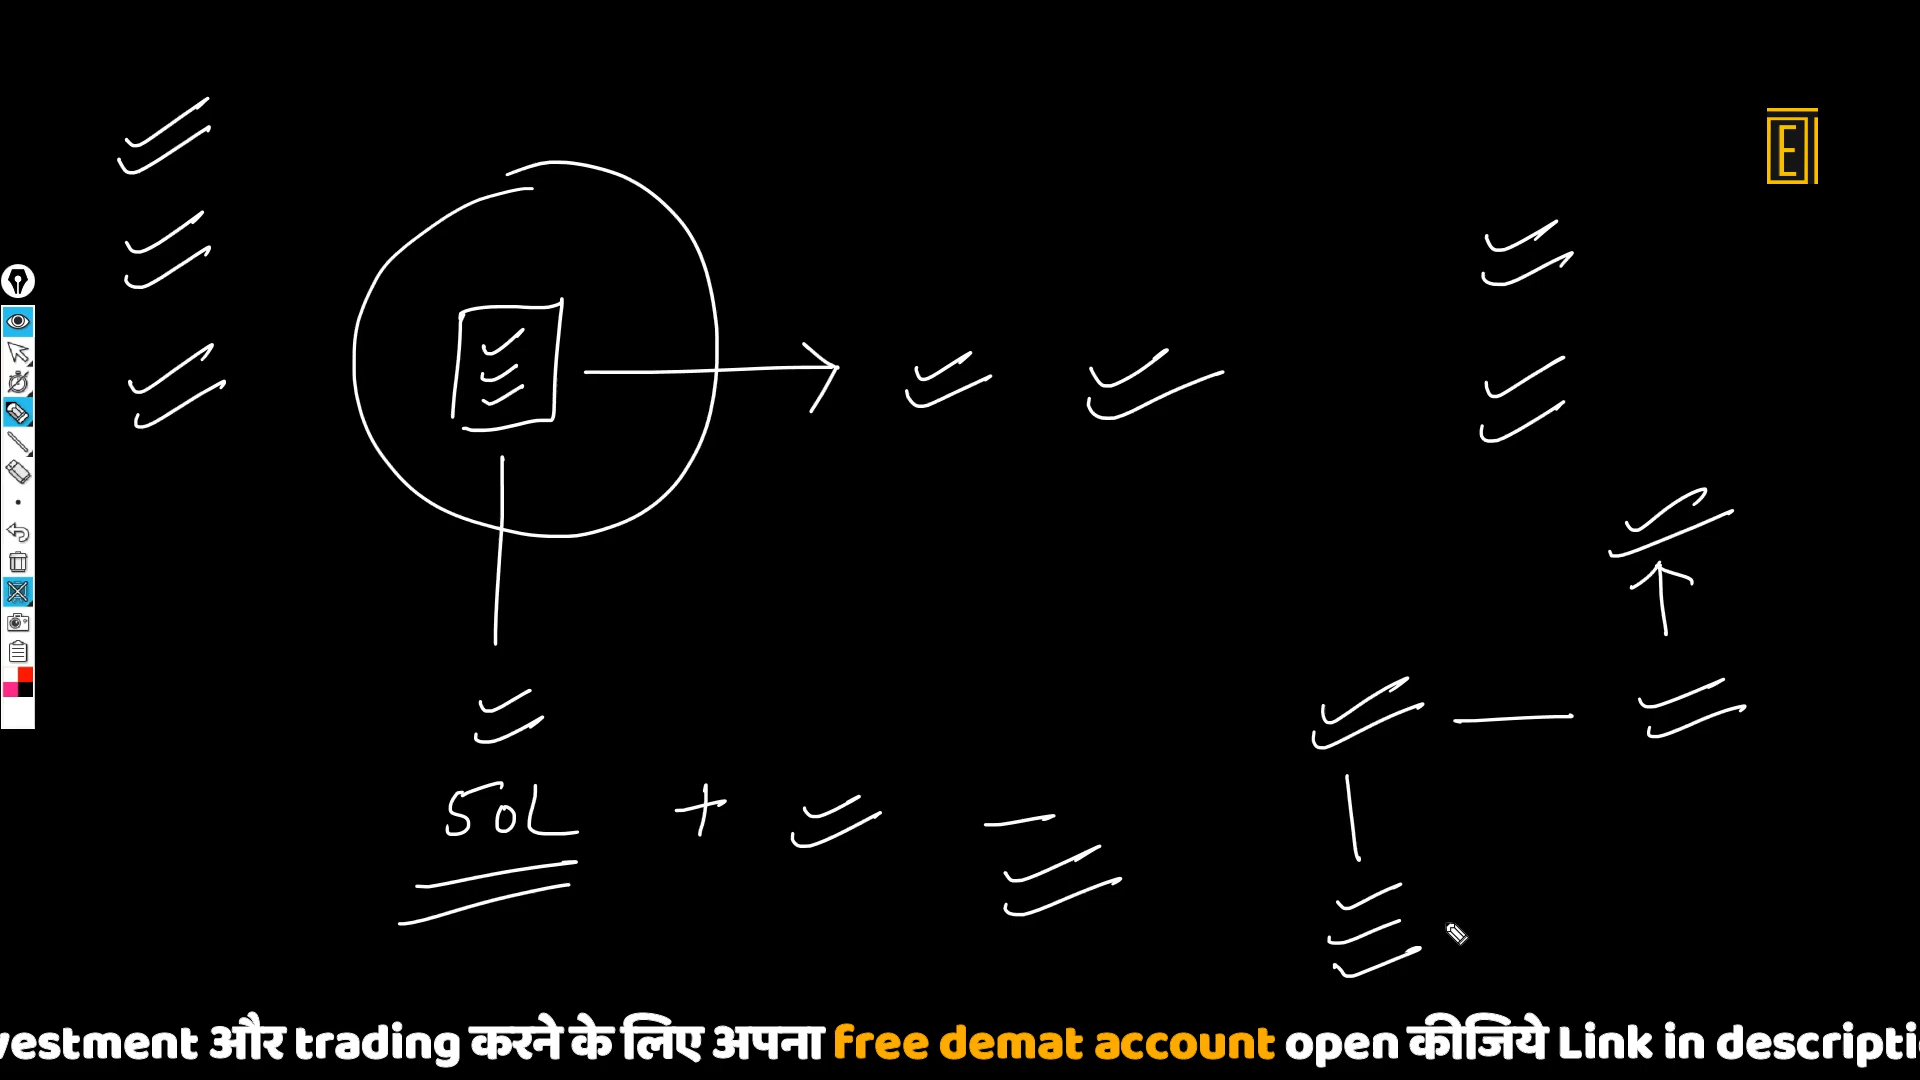 E
50L
+
vestment और trading करने के लिए अपना free demat account open कीजिये Link in descripti